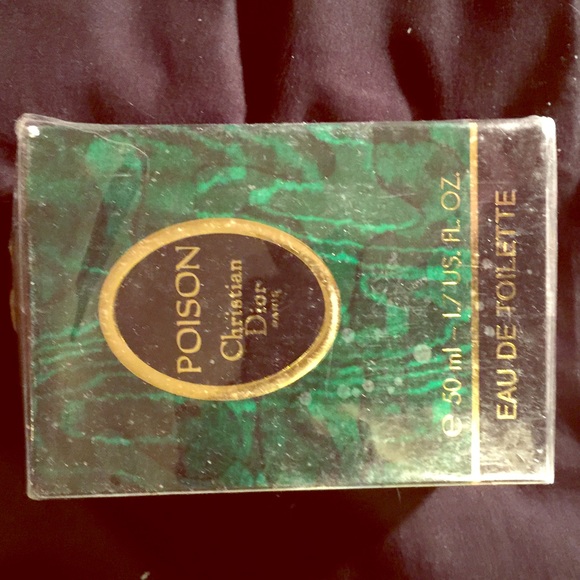 POISON
Christian
Dior
PARIS
℮ 50 ml - 1.7 US. FL. OZ.
EAU DE TOILETTE